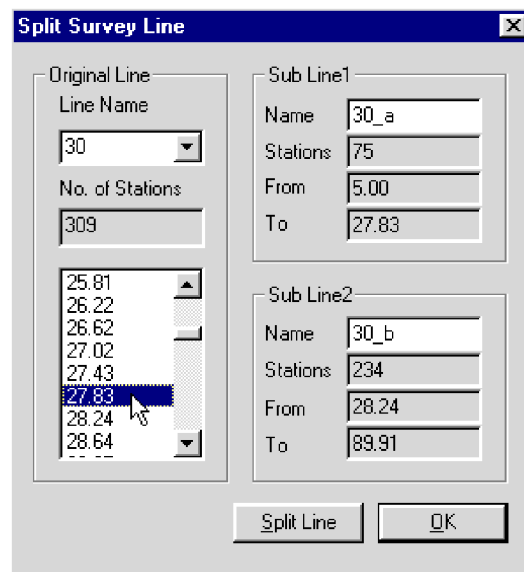 Split Survey Line
Original Line
Line Name
30
No. of Stations
309
25.81
26.22
26.62
27.02
27.43
27.83
28.24
28.64
Sub Line1
Name 30_a
Stations 75
From 5.00
To 27.83
Sub Line2
Name 30_b
Stations 234
From 28.24
To 89.91
Split Line OK